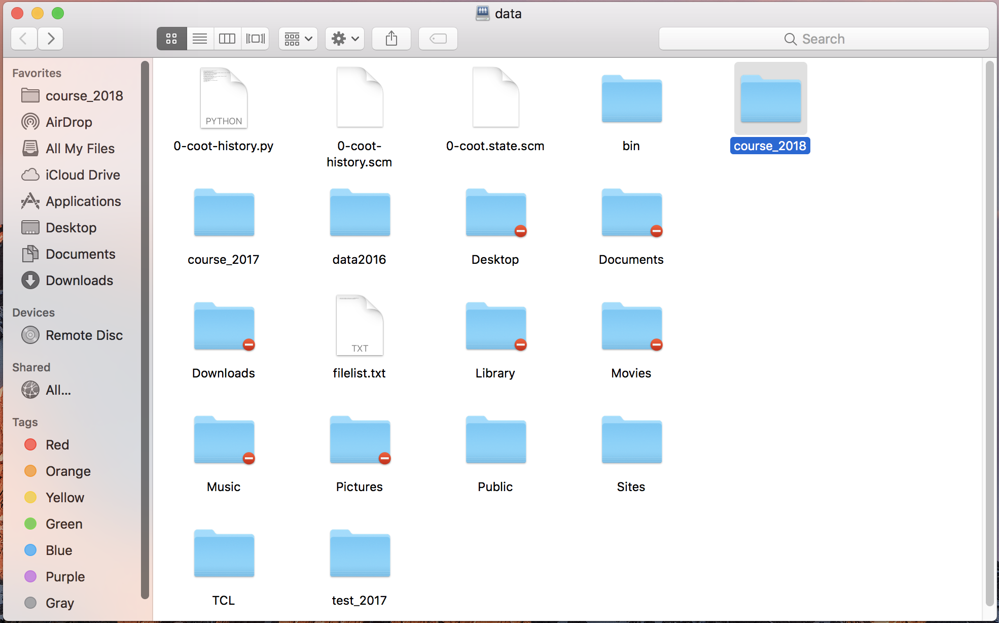 data
Search
Favorites
course_2018
AirDrop
All My Files
iCloud Drive
Applications
Desktop
Documents
Downloads
Devices
Remote Disc
Shared
All...
Tags
Red
Orange
Yellow
Green
Blue
Purple
Gray
PYTHON
0-coot-history.py
0-coot-
history.scm
0-coot.state.scm
bin
course_2018
course_2017
data2016
Desktop
Documents
Downloads
TXT
filelist.txt
Library
Movies
Music
Pictures
Public
Sites
TCL
test_2017